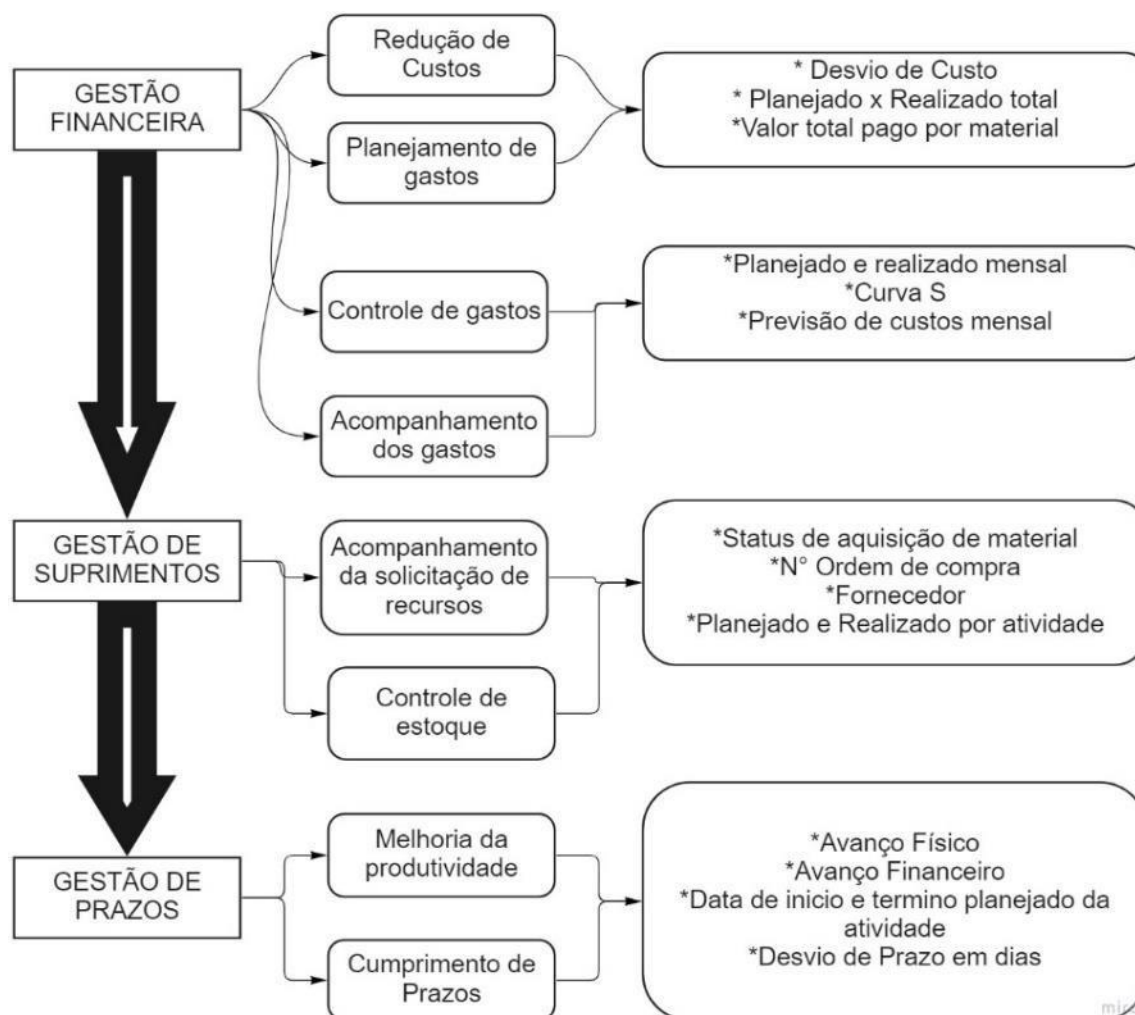 GESTÃO
FINANCEIRA
Redução de
Custos
Planejamento de
gastos
Controle de gastos
Acompanhamento
dos gastos
* Desvio de Custo
* Planejado x Realizado total
*Valor total pago por material
*Planejado e realizado mensal
*Curva S
*Previsão de custos mensal
GESTÃO DE
SUPRIMENTOS
Acompanhamento
da solicitação de
recursos
Controle de
estoque
*Status de aquisição de material
*N° Ordem de compra
*Fornecedor
*Planejado e Realizado por atividade
GESTÃO DE
PRAZOS
Melhoria da
produtividade
Cumprimento de
Prazos
*Avanço Físico
*Avanço Financeiro
*Data de inicio e termino planejado da
atividade
*Desvio de Prazo em dias